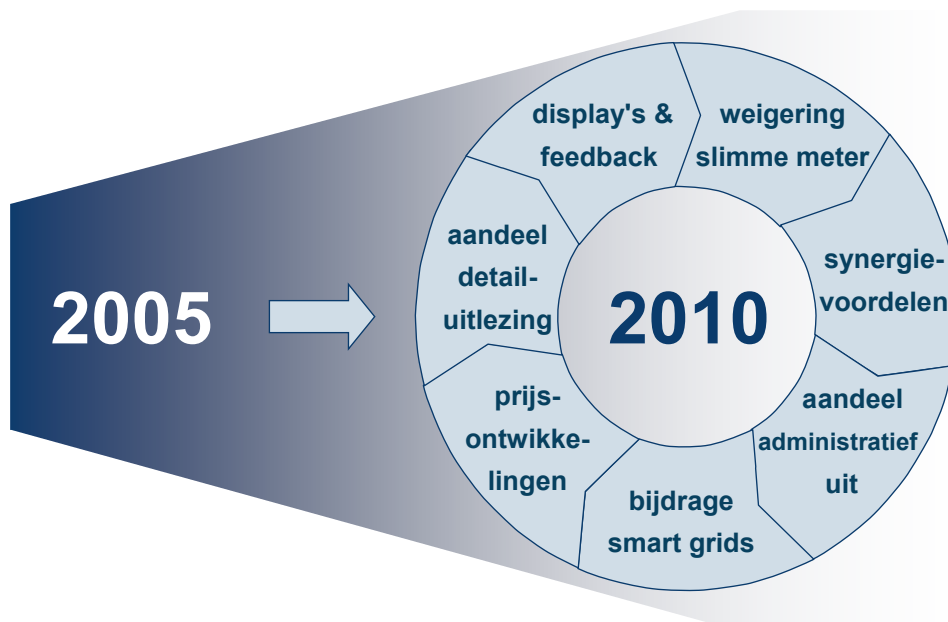 2005
2010
display's &
feedback
weigering
slimme meter
synergie-
voordelen
aandeel
administratief
uit
bijdrage
smart grids
prijs-
ontwikke-
lingen
aandeel
detail-
uitlezing